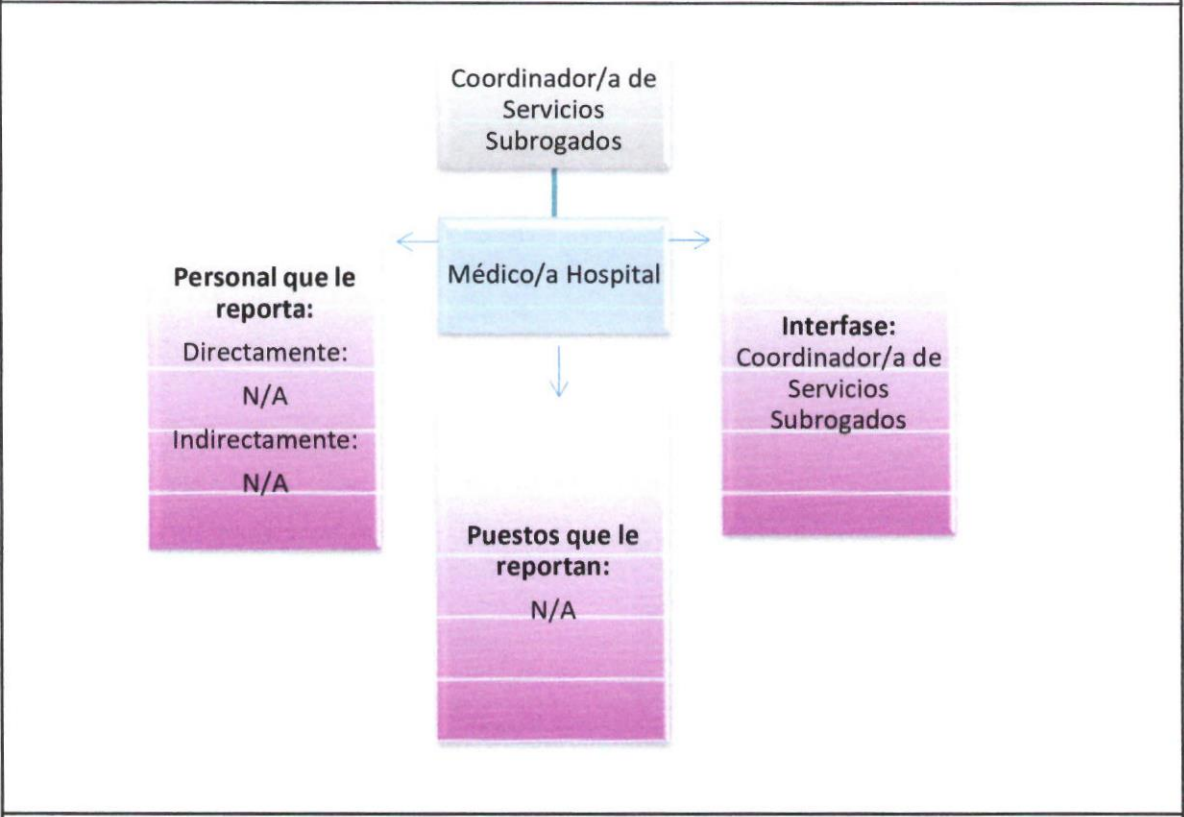 Coordinador/a de
Servicios
Subrogados
Médico/a Hospital
Personal que le
reporta:
Directamente:
N/A
Indirectamente:
N/A
Interfase:
Coordinador/a de
Servicios
Subrogados
Puestos que le
reportan:
N/A